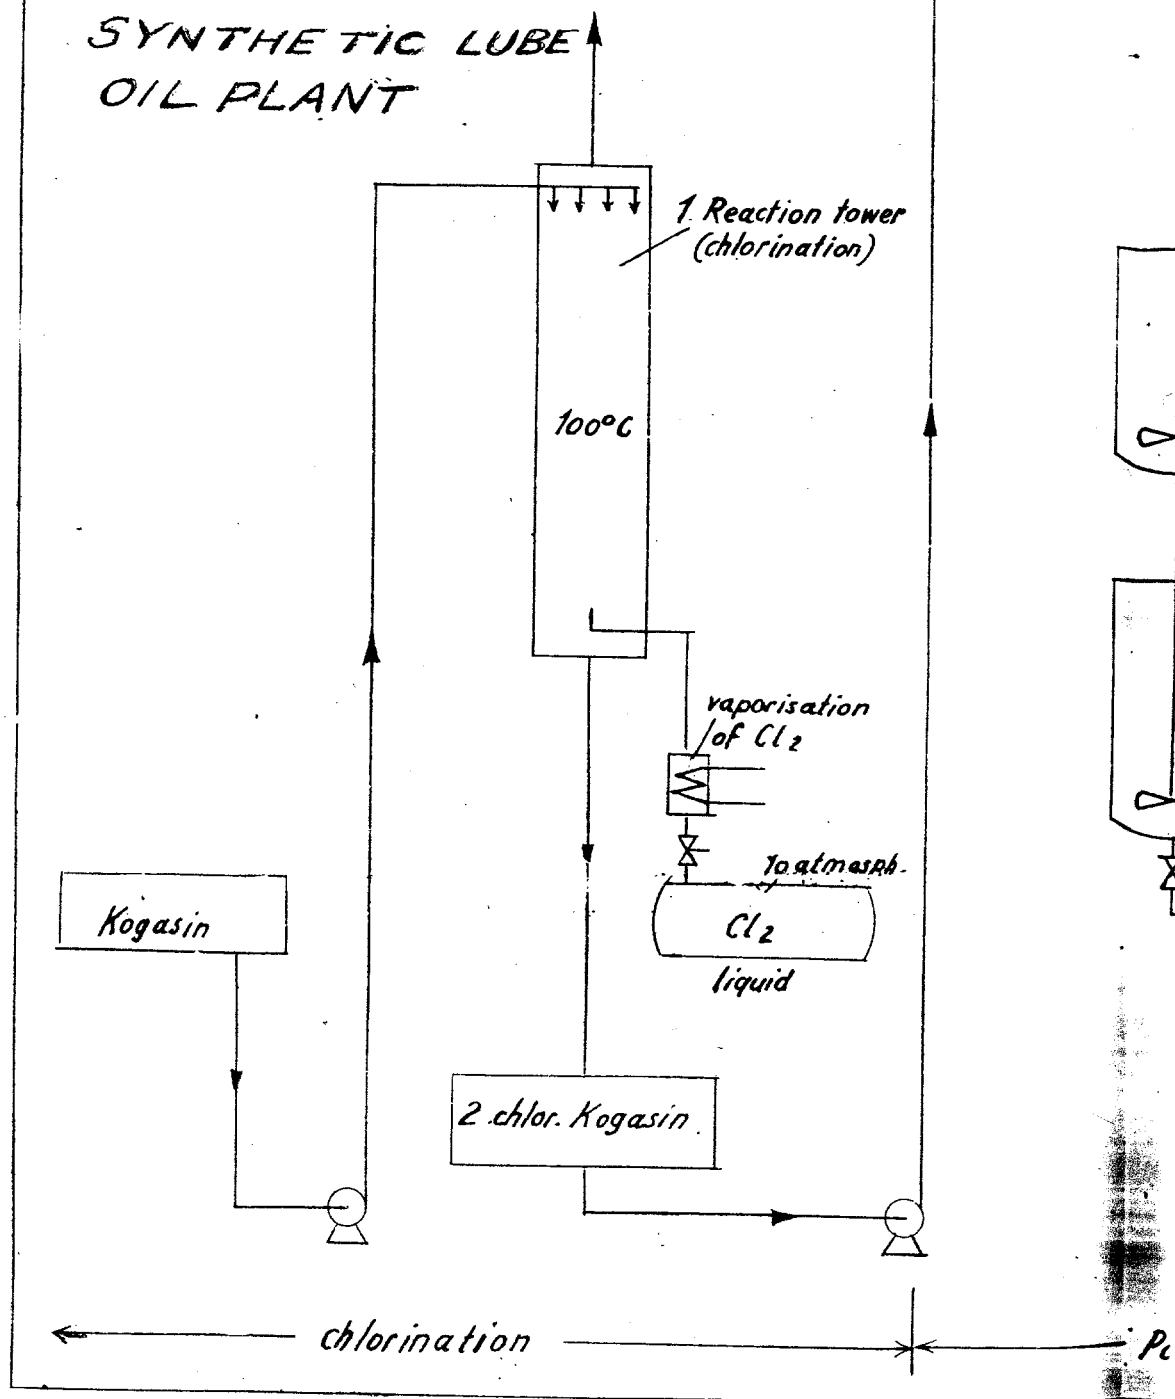 SYNTHETIC LUBE
OIL PLANT
1. Reaction tower
(chlorination)
100°C
vaporisation
of Cl₂
10 atmosph.
Kogasin
Cl₂
liquid
2 chlor. Kogasin
chlorination